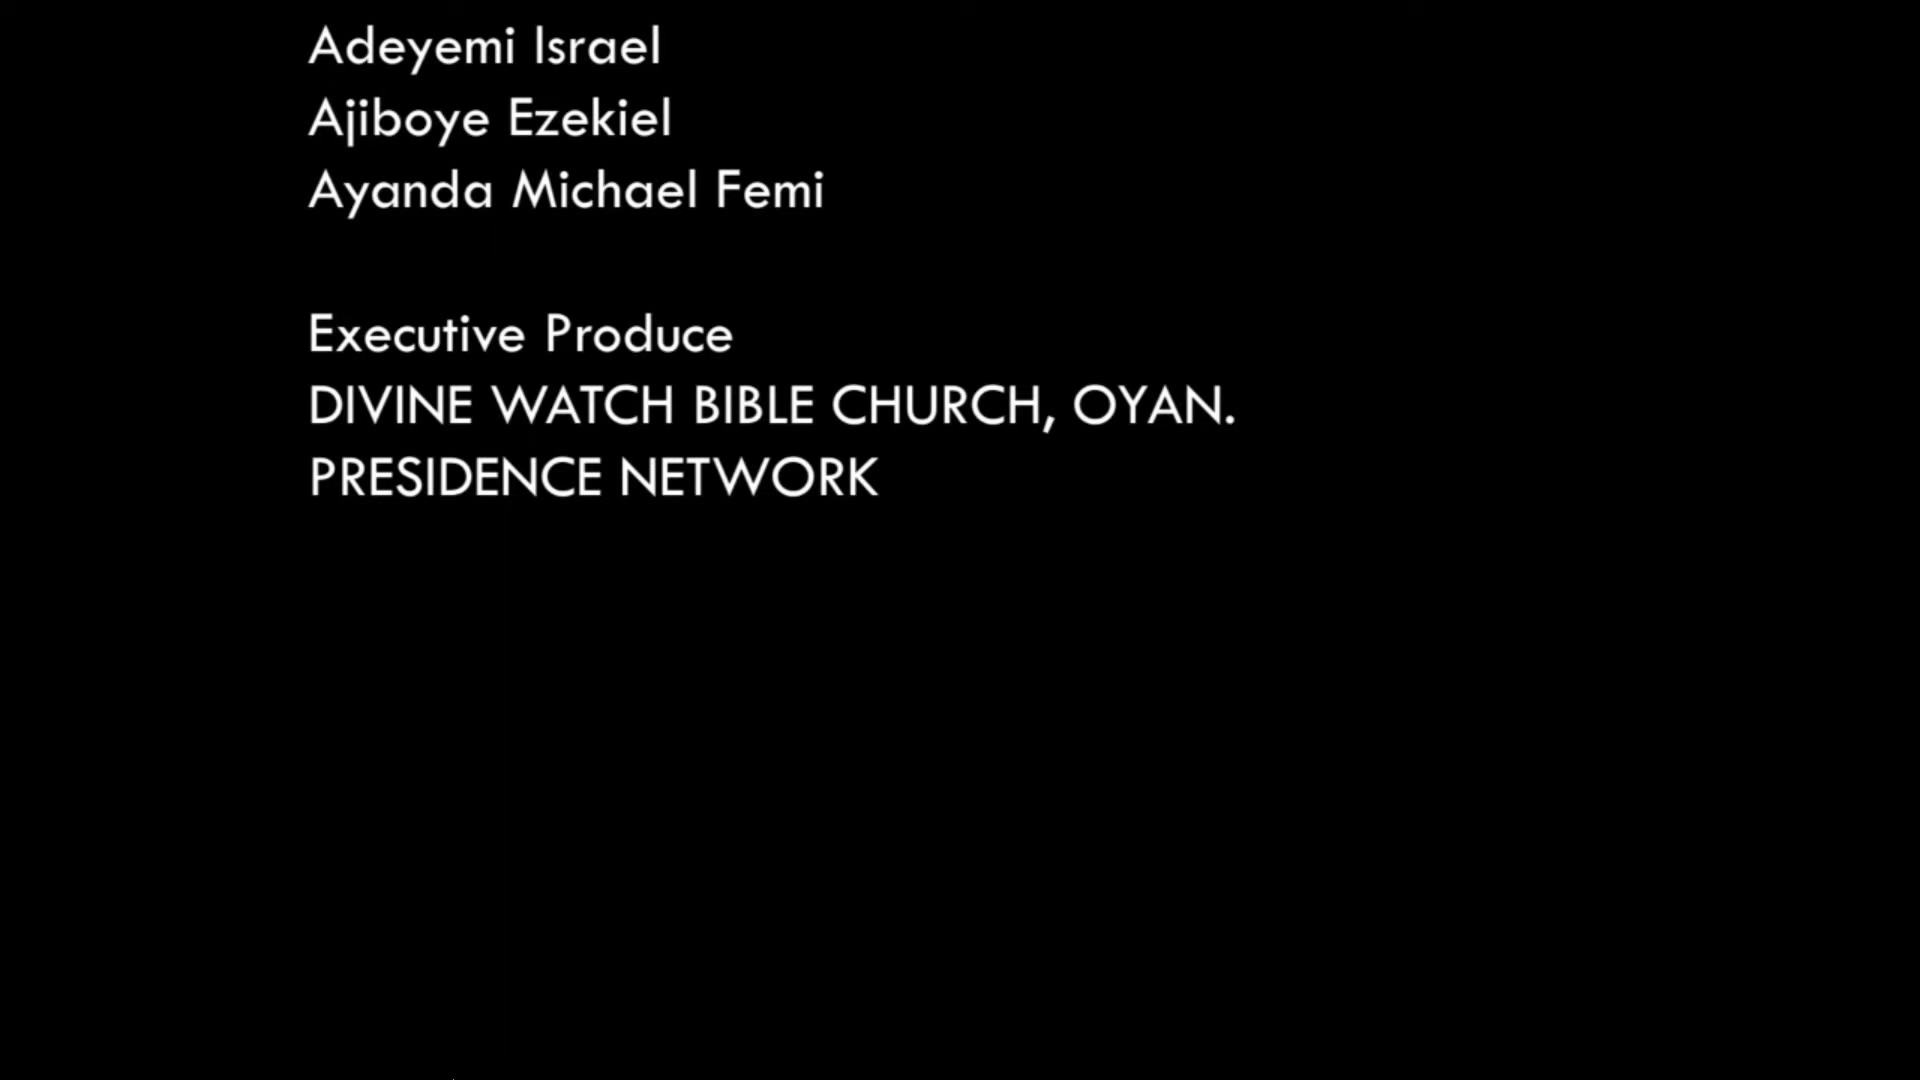 Adeyemi Israel
Ajiboye Ezekiel
Ayanda Michael Femi
Executive Produce
DIVINE WATCH BIBLE CHURCH, OYAN.
PRESIDENCE NETWORK